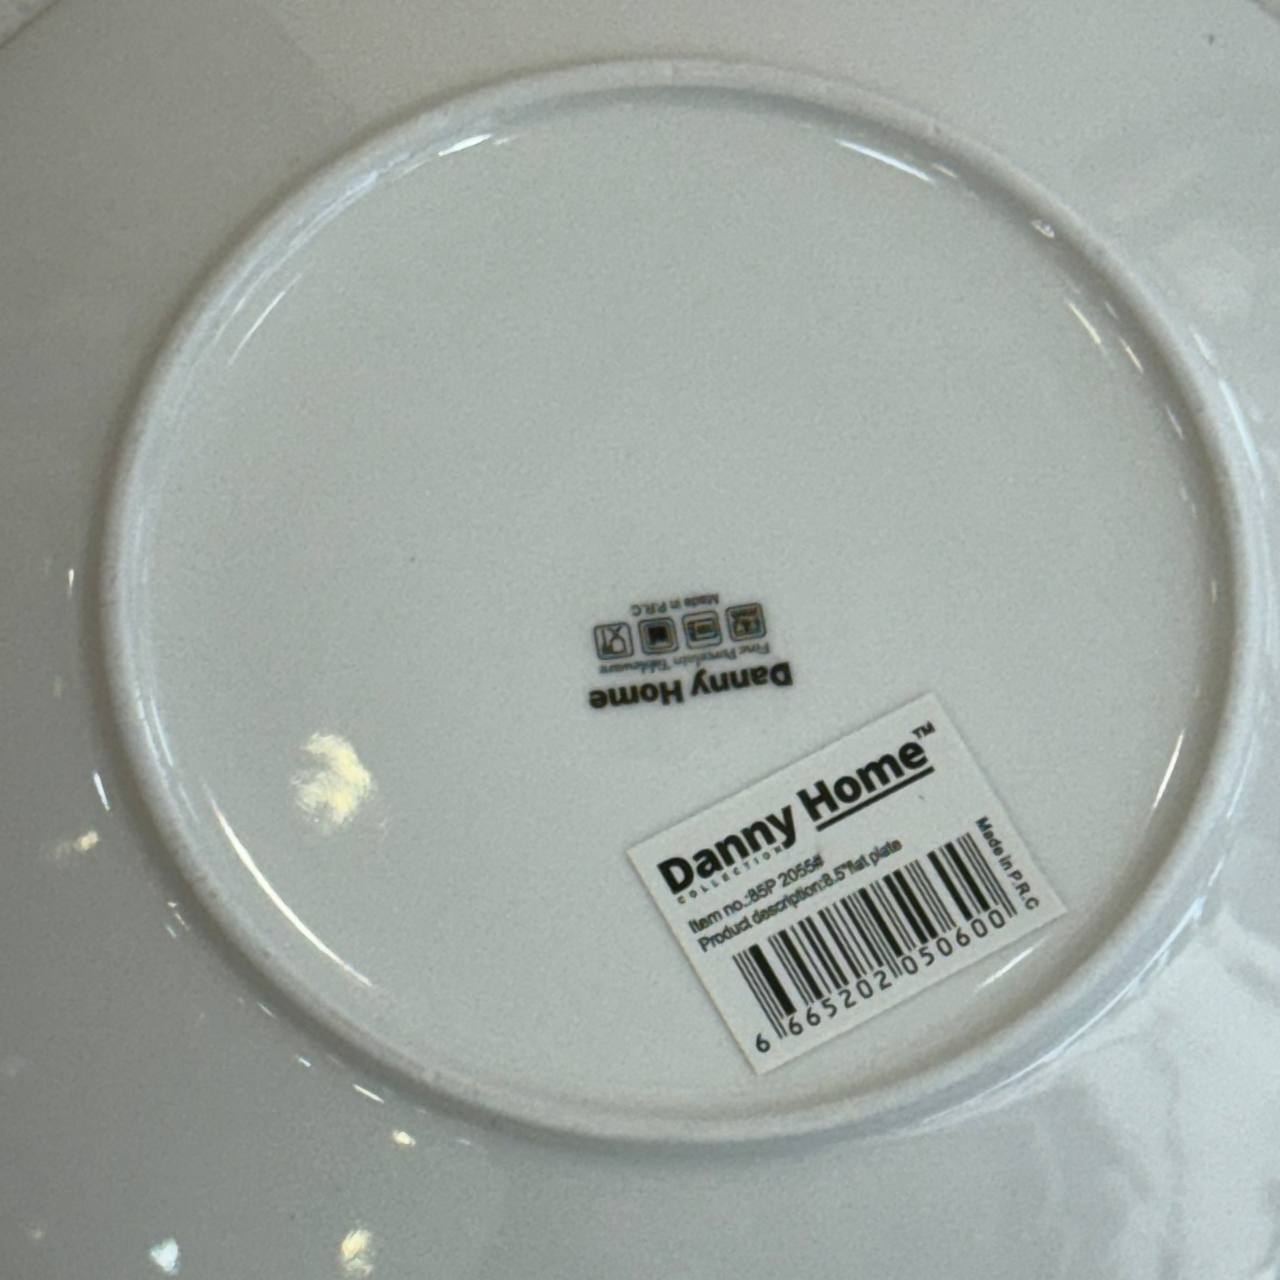 Danny Home
Fine Porcelain Tableware
Made in P.R.C
Danny Home™
COLLECTION
Item no.:85P 2055#
Product description:8.5"flat plate
6 665202 050600
Made in P.R.C